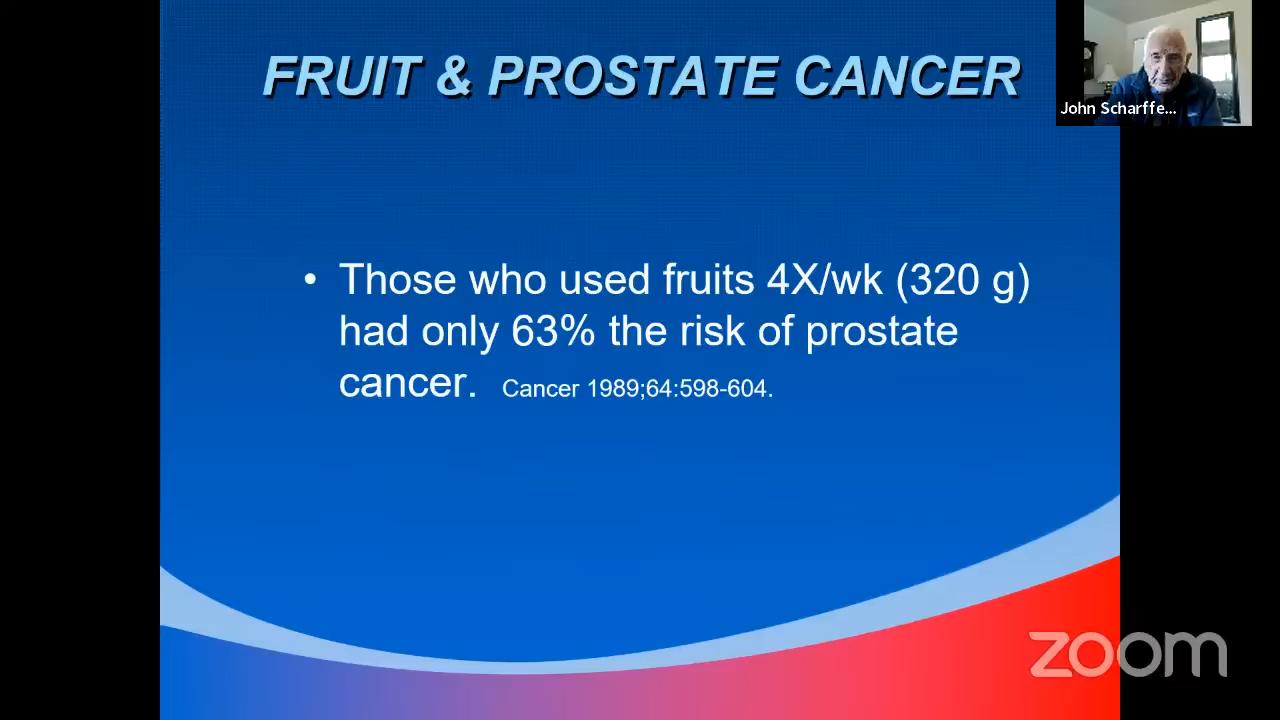 FRUIT & PROSTATE CANCER
John Scharffe...
• Those who used fruits 4X/wk (320 g)
had only 63% the risk of prostate
cancer. Cancer 1989;64:598-604.
zoom